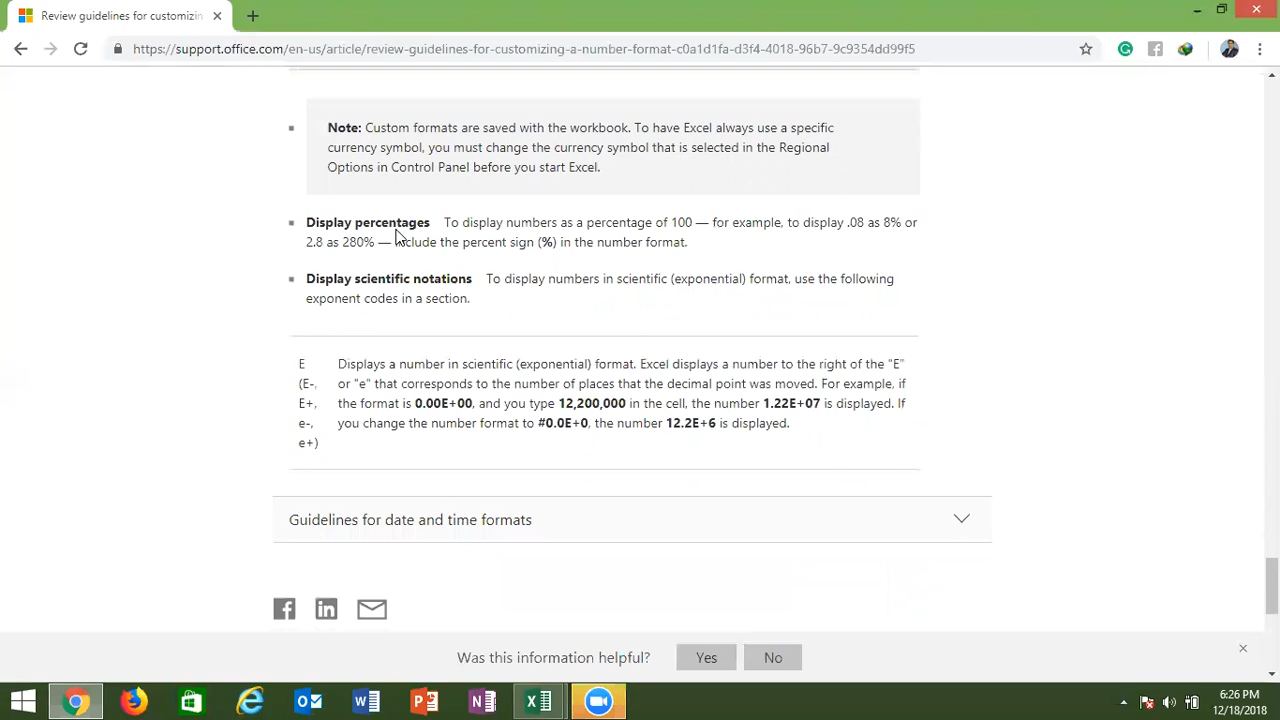 Review guidelines for customizin
https://support.office.com/en-us/article/review-guidelines-for-customizing-a-number-format-c0a1d1fa-d3f4-4018-96b7-9c9354dd99f5
Note: Custom formats are saved with the workbook. To have Excel always use a specific
currency symbol, you must change the currency symbol that is selected in the Regional
Options in Control Panel before you start Excel.
Display percentages To display numbers as a percentage of 100 — for example, to display .08 as 8% or
2.8 as 280% — include the percent sign (%) in the number format.
Display scientific notations To display numbers in scientific (exponential) format, use the following
exponent codes in a section.
E Displays a number in scientific (exponential) format. Excel displays a number to the right of the "E"
(E-, or "e" that corresponds to the number of places that the decimal point was moved. For example, if
E+, the format is 0.00E+00, and you type 12,200,000 in the cell, the number 1.22E+07 is displayed. If
e-, you change the number format to #0.0E+0, the number 12.2E+6 is displayed.
e+)
Guidelines for date and time formats
Was this information helpful? Yes No
6:26 PM
12/18/2018